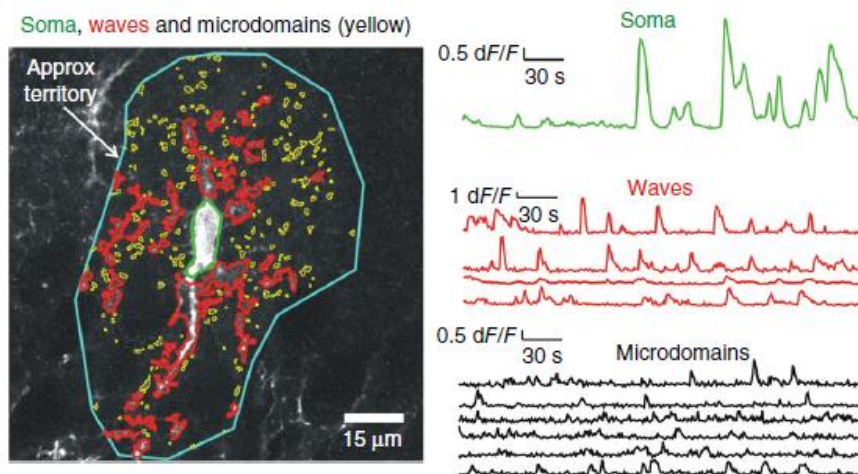 Soma, waves and microdomains (yellow)
Approx
territory
15 μm
Soma
0.5 dF/F
30 s
Waves
1 dF/F
30 s
0.5 dF/F
30 s
Microdomains